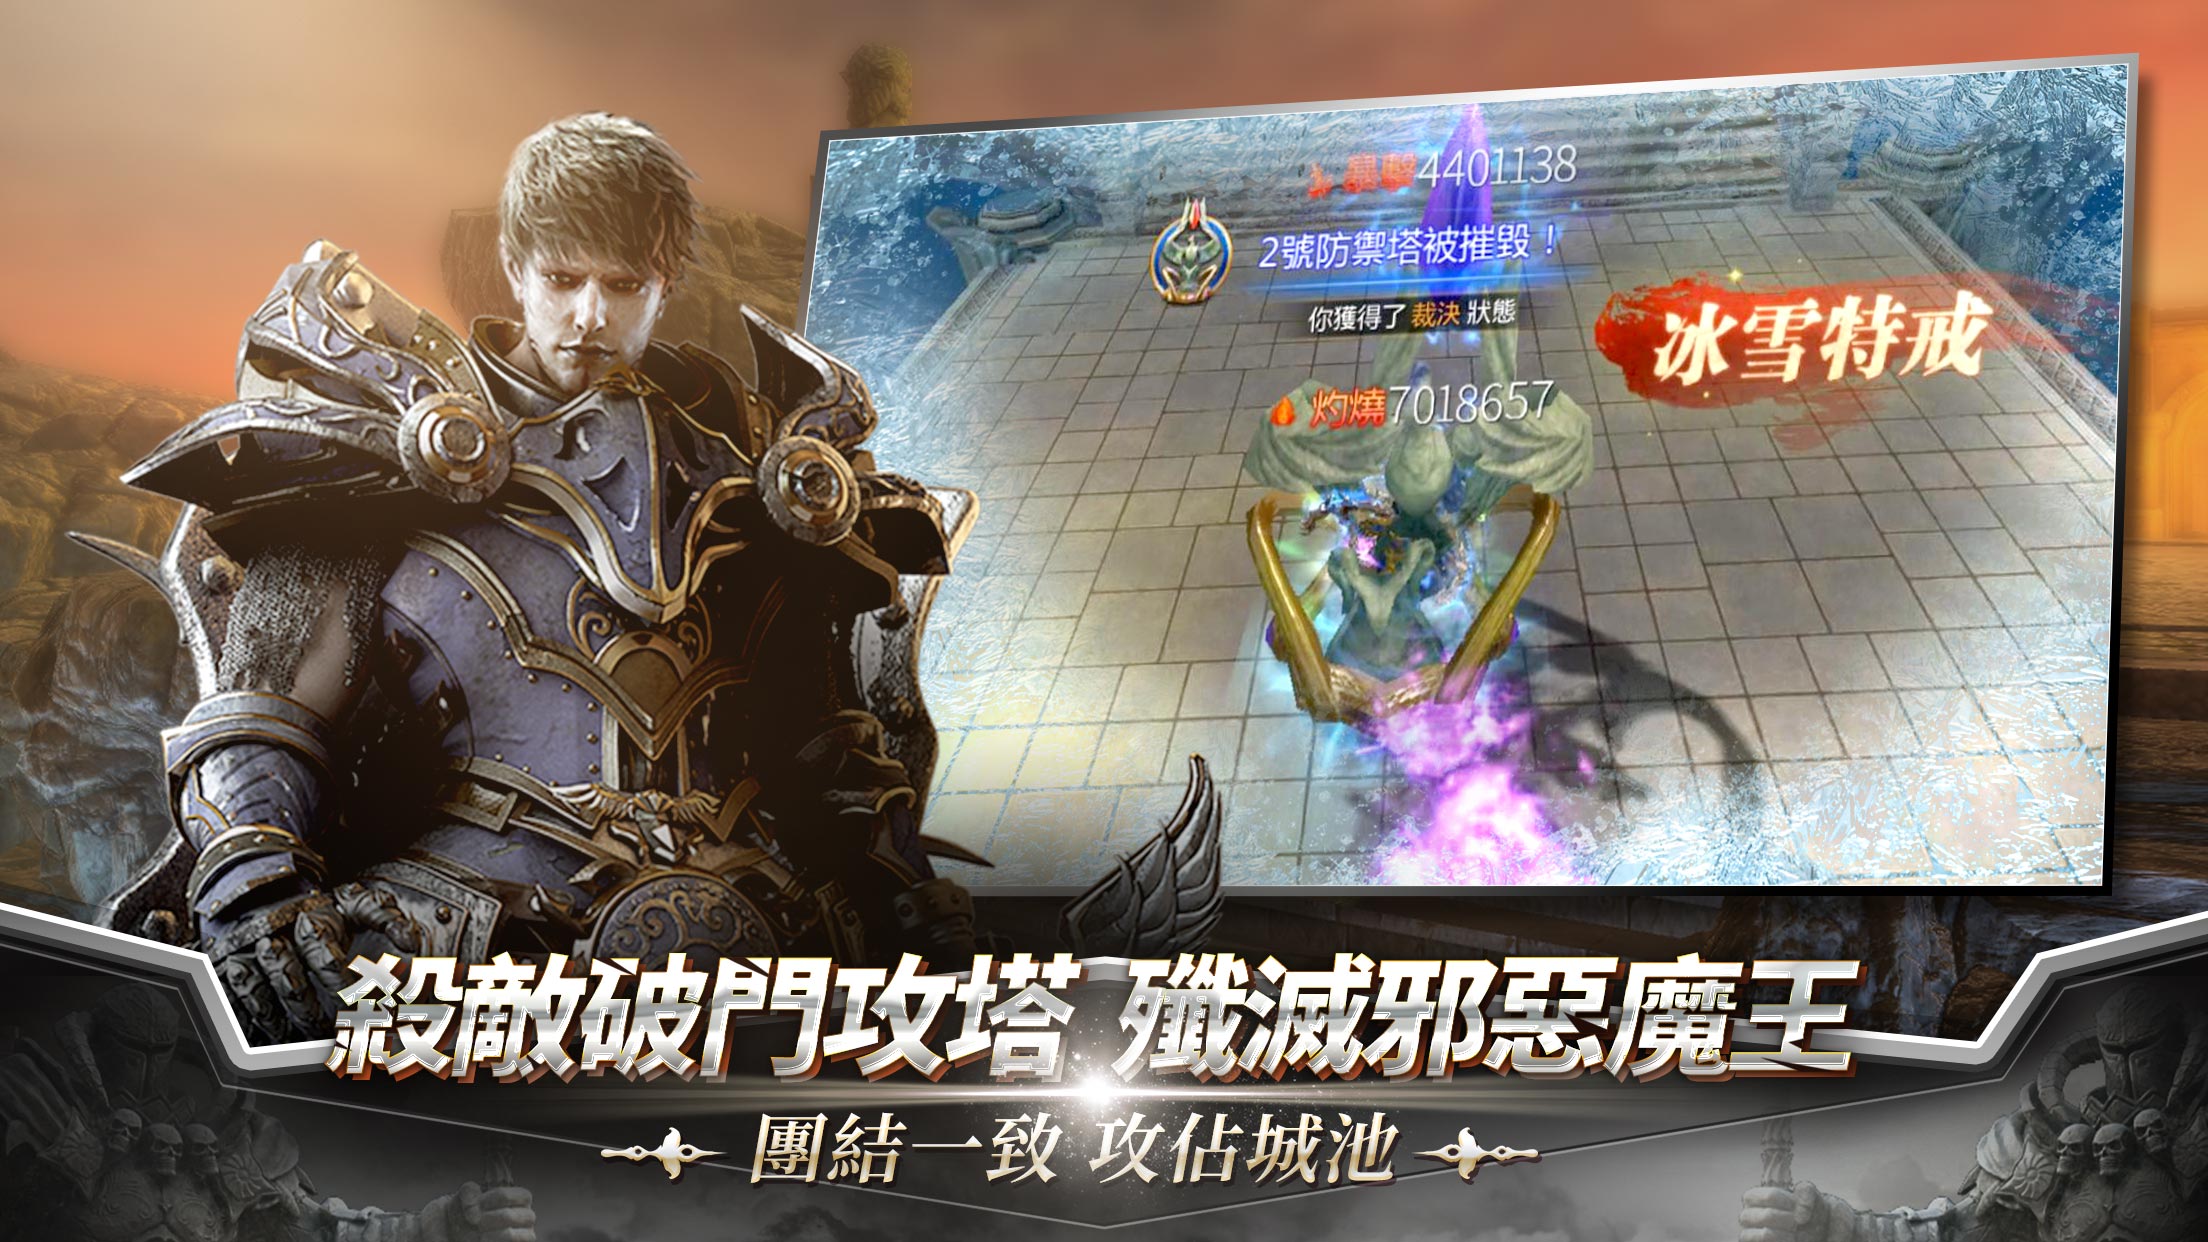 暴擊4401138
2號防禦塔被摧毀！
你獲得了 裁決 狀態
冰雪特戒
灼燒7018657
殺敵破門攻塔 殲滅邪惡魔王
團結一致 攻佔城池